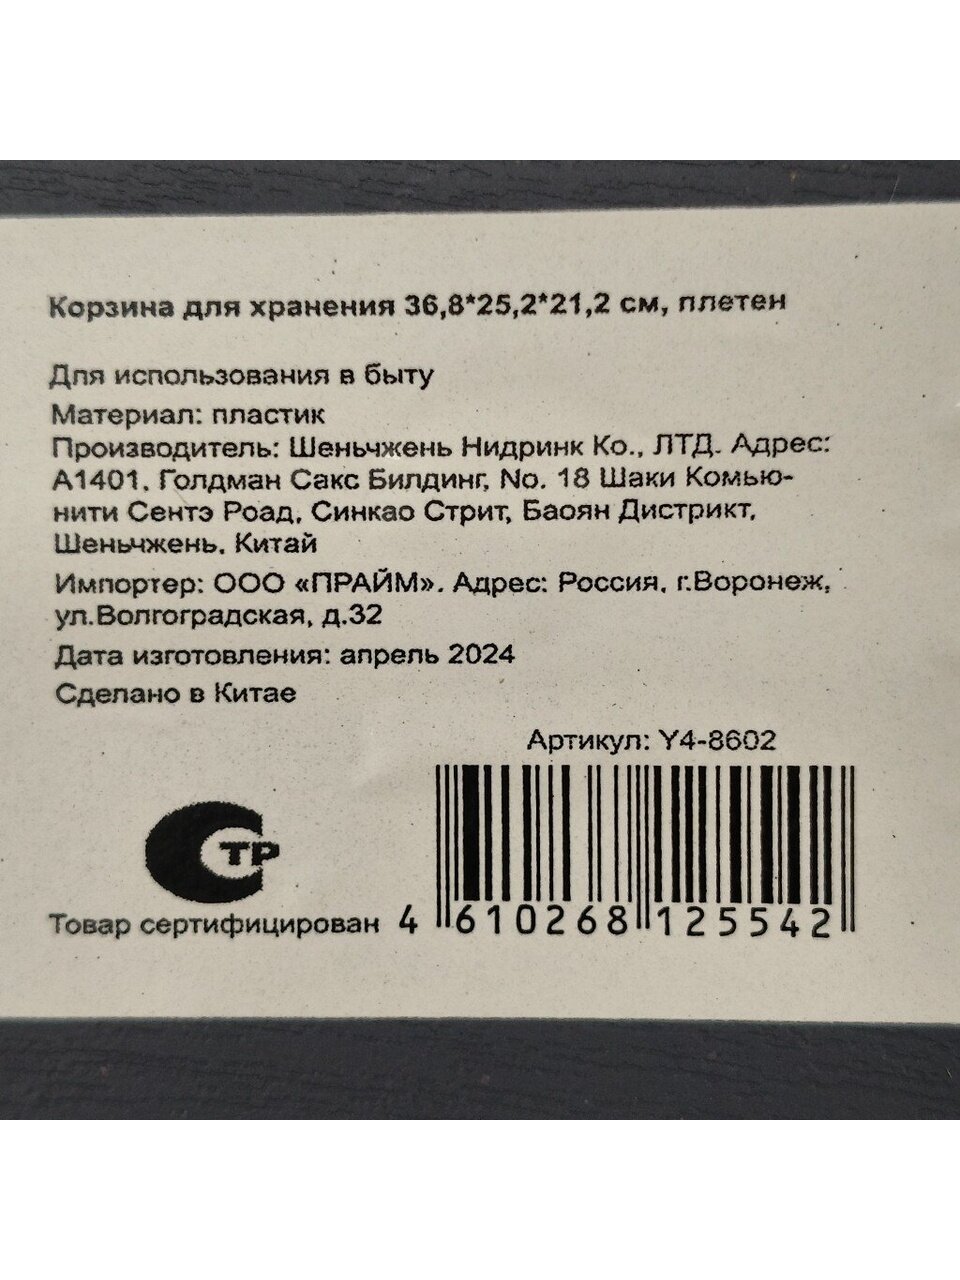 Корзина для хранения 36,8*25,2*21,2 см, плетен
Для использования в быту
Материал: пластик
Производитель: Шеньчжень Нидринк Ко., ЛТД. Адрес:
А1401, Голдман Сакс Билдинг, No. 18 Шаки Комью-
нити Сентэ Роад, Синкао Стрит, Баоян Дистрикт,
Шеньчжень, Китай
Импортер: ООО «ПРАЙМ». Адрес: Россия, г.Воронеж,
ул.Волгоградская, д.32
Дата изготовления: апрель 2024
Сделано в Китае
Артикул: Y4-8602
СТР
Товар сертифицирован
4 610268 125542